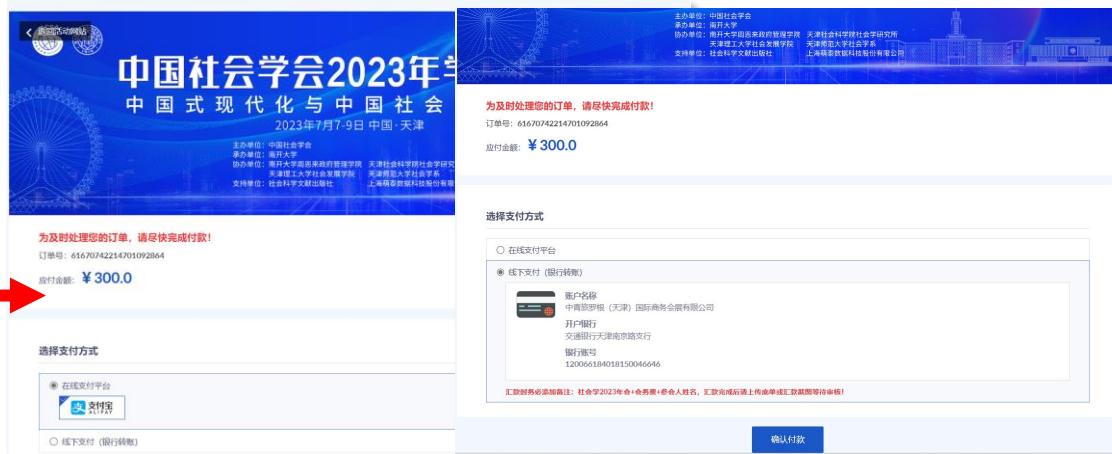 返回活动网站
中国社会学会2023年
中国式现代化与中国社会
2023年7月7-9日 中国·天津
主办单位：中国社会学会
承办单位：南开大学
协办单位：南开大学周恩来政府管理学院 天津社会科学院社会学研究
天津理工大学社会发展学院 天津师范大学社会学系
支持单位：社会科学文献出版社 上海萌泰数据科技股份有限
为及时处理您的订单，请尽快完成付款！
订单号：61670742214701092864
应付金额：¥300.0
选择支付方式
在线支付平台
支付宝
ALIPAY
线下支付（银行转账）
主办单位：中国社会学会
承办单位：南开大学
协办单位：南开大学周恩来政府管理学院 天津社会科学院社会学研究所
天津理工大学社会发展学院 天津师范大学社会学系
支持单位：社会科学文献出版社 上海萌泰数据科技股份有限公司
为及时处理您的订单，请尽快完成付款！
订单号：61670742214701092864
应付金额：¥300.0
选择支付方式
在线支付平台
线下支付（银行转账）
账户名称
中青旅罗根（天津）国际商务会展有限公司
开户银行
交通银行天津南京路支行
银行账号
120066184018150046646
汇款时务必添加备注：社会学2023年会+会务费+参会人姓名，汇款完成后请上传底单或汇款截图等待审核！
确认付款